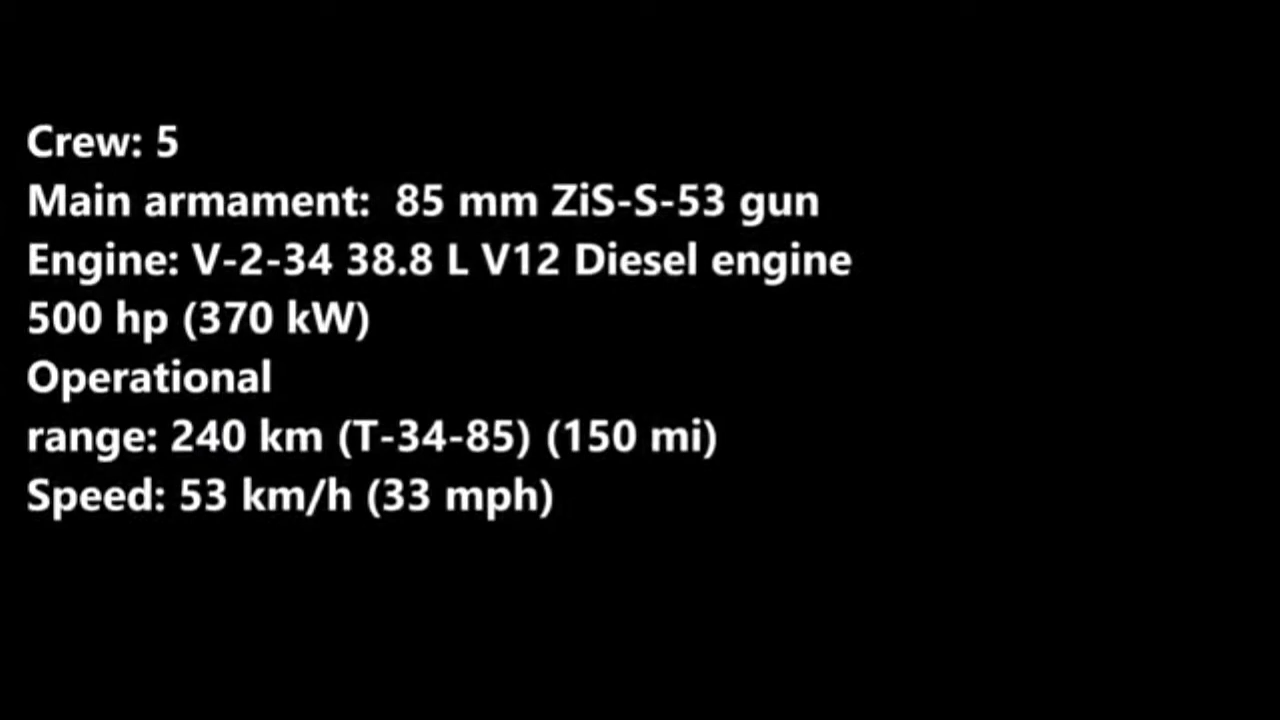 Crew: 5
Main armament:  85 mm ZiS-S-53 gun
Engine: V-2-34 38.8 L V12 Diesel engine
500 hp (370 kW)
Operational
range: 240 km (T-34-85) (150 mi)
Speed: 53 km/h (33 mph)